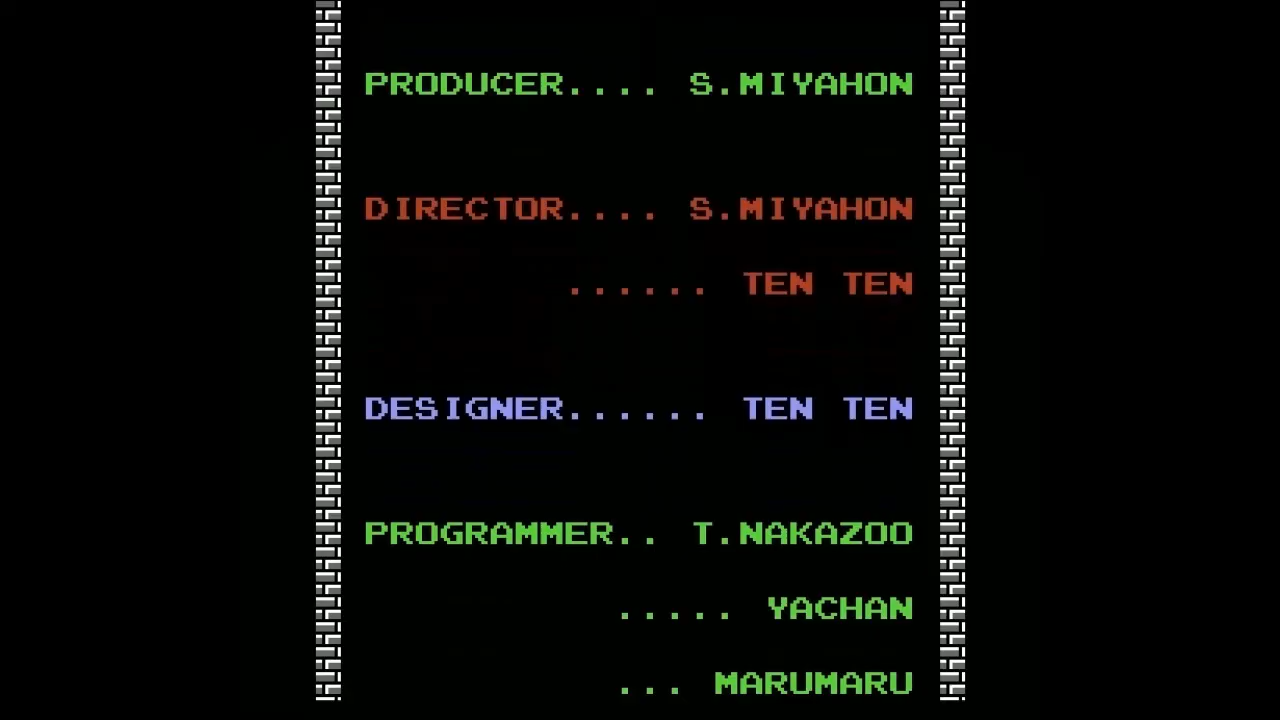 PRODUCER.... S.MIYAHON
DIRECTOR.... S.MIYAHON
...... TEN TEN
DESIGNER...... TEN TEN
PROGRAMMER.. T.NAKAZOO
..... YACHAN
... MARUMARU